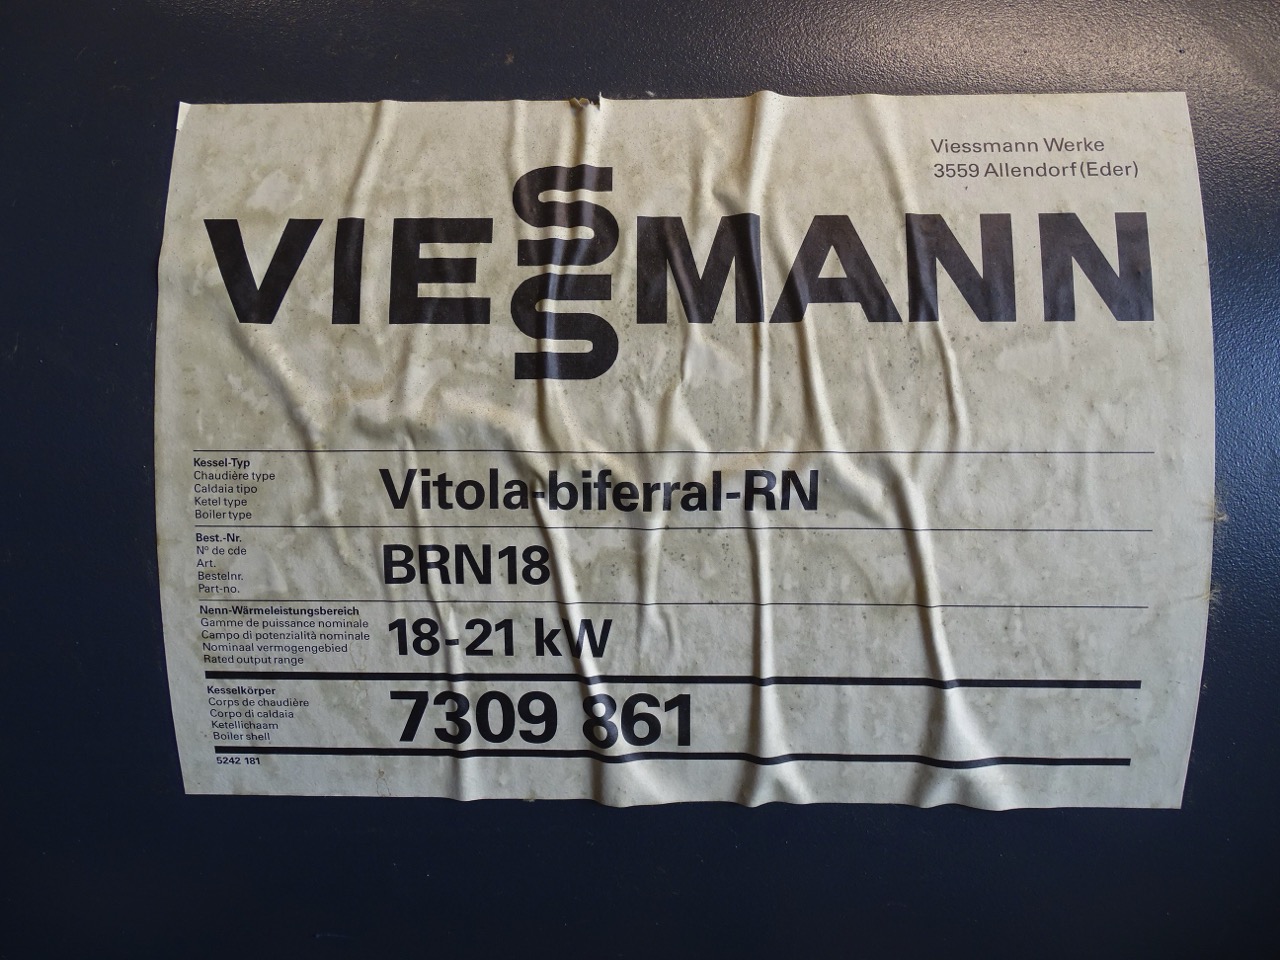 Viessmann Werke
3559 Allendorf(Eder)
VIESSMANN
Kessel-Typ
Chaudière type
Caldaia tipo
Ketel type
Boiler type
Vitola-biferral-RN
Best.-Nr.
Nº de cde
Art.
Bestelnr.
Part-no.
BRN18
Nenn-Wärmeleistungsbereich
Gamme de puissance nominale
Campo di potenzialità nominale
Nominaal vermogengebied
Rated output range
18-21 kW
Kesselkörper
Corps de chaudière
Corpo di caldaia
Ketellichaam
Boiler shell
7309 861
5242 181